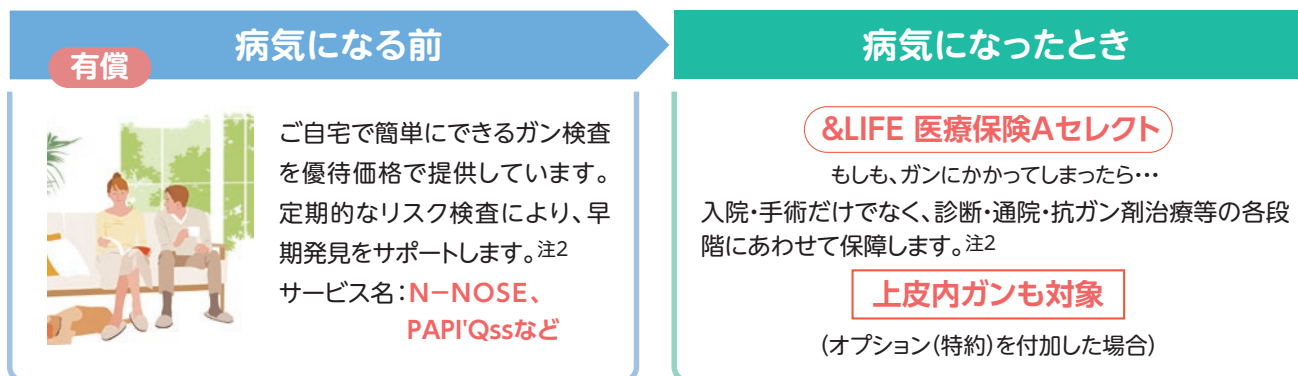 有償
病気になる前
ご自宅で簡単にできるガン検査
を優待価格で提供しています。
定期的なリスク検査により、早
期発見をサポートします。注2
サービス名：N−NOSE、
PAPI'Qssなど
病気になったとき
&LIFE 医療保険Aセレクト
もしも、ガンにかかってしまったら…
入院・手術だけでなく、診断・通院・抗ガン剤治療等の各段
階にあわせて保障します。注2
上皮内ガンも対象
（オプション（特約）を付加した場合）